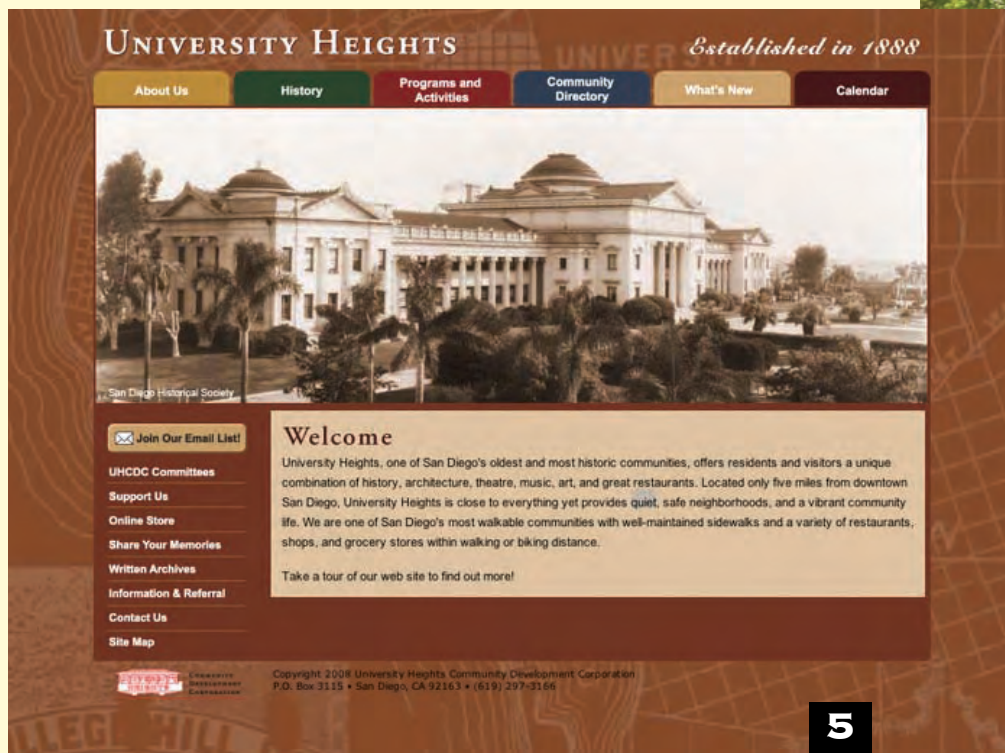 UNIVERSITY HEIGHTS
Established in 1888
UNIVERSITY
About Us
History
Programs and
Activities
Community
Directory
What's New
Calendar
San Diego Historical Society
Join Our Email List!
UHCDC Committees
Support Us
Online Store
Share Your Memories
Written Archives
Information & Referral
Contact Us
Site Map
Welcome
University Heights, one of San Diego's oldest and most historic communities, offers residents and visitors a unique
combination of history, architecture, theatre, music, art, and great restaurants. Located only five miles from downtown
San Diego, University Heights is close to everything yet provides quiet, safe neighborhoods, and a vibrant community
life. We are one of San Diego's most walkable communities with well-maintained sidewalks and a variety of restaurants,
shops, and grocery stores within walking or biking distance.
Take a tour of our web site to find out more!
COMMUNITY
DEVELOPMENT
CORPORATION
Copyright 2008 University Heights Community Development Corporation
P.O. Box 3115 • San Diego, CA 92163 • (619) 297-3166
HILL
5